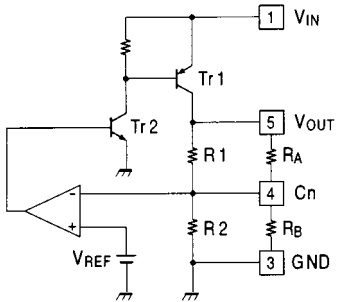 1 VIN
Tr1
Tr2
5 VOUT
R1 RA
- 4 Cn
+ R2 RB
VREF
3 GND